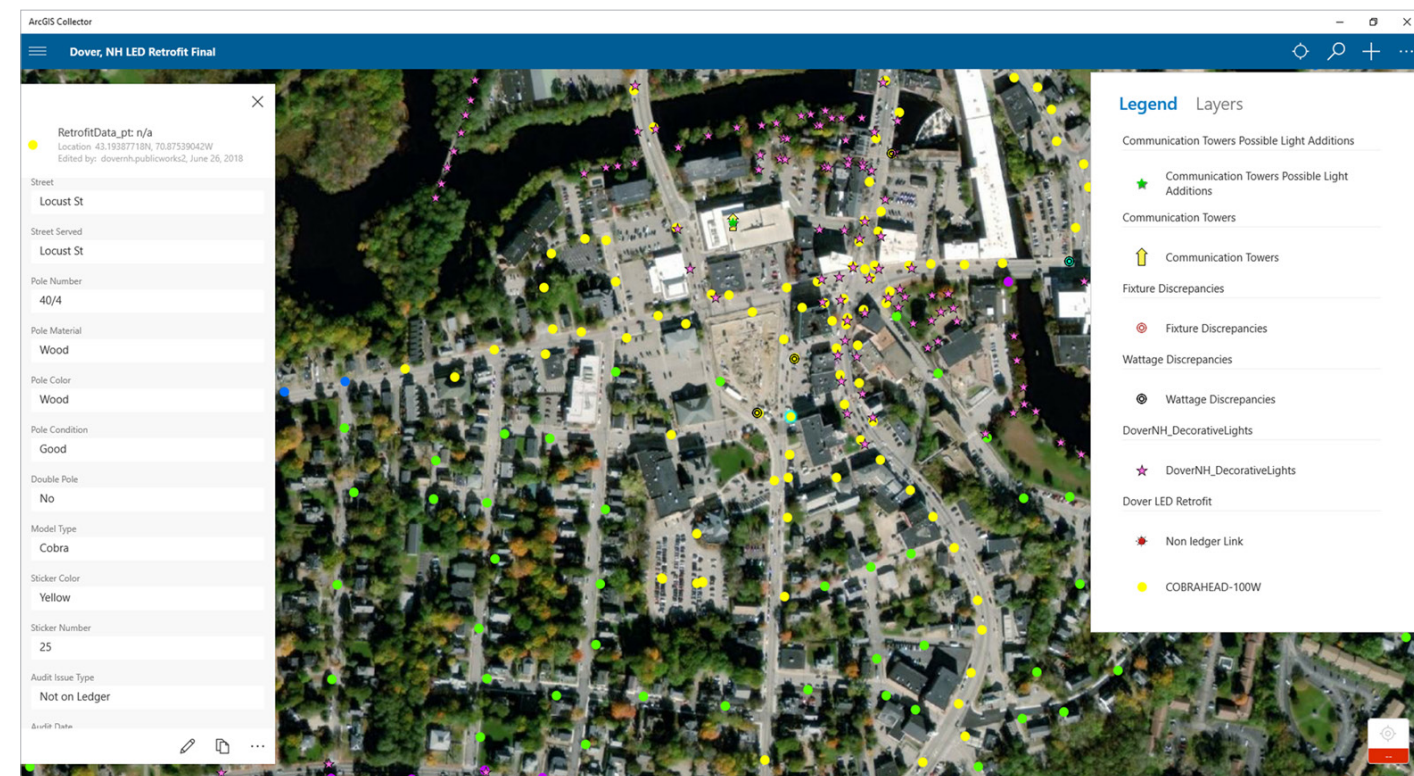 ArcGIS Collector
Dover, NH LED Retrofit Final
RetrofitData_pt: n/a
Location 43.19387718N, 70.87539042W
Edited by: dovernh.publicworks2, June 26, 2018
Street
Locust St
Street Served
Locust St
Pole Number
40/4
Pole Material
Wood
Pole Color
Wood
Pole Condition
Good
Double Pole
No
Model Type
Cobra
Sticker Color
Yellow
Sticker Number
25
Audit Issue Type
Not on Ledger
Audit Date
Legend Layers
Communication Towers Possible Light Additions
Communication Towers Possible Light
Additions
Communication Towers
Communication Towers
Fixture Discrepancies
Fixture Discrepancies
Wattage Discrepancies
Wattage Discrepancies
DoverNH_DecorativeLights
DoverNH_DecorativeLights
Dover LED Retrofit
Non ledger Link
COBRAHEAD-100W